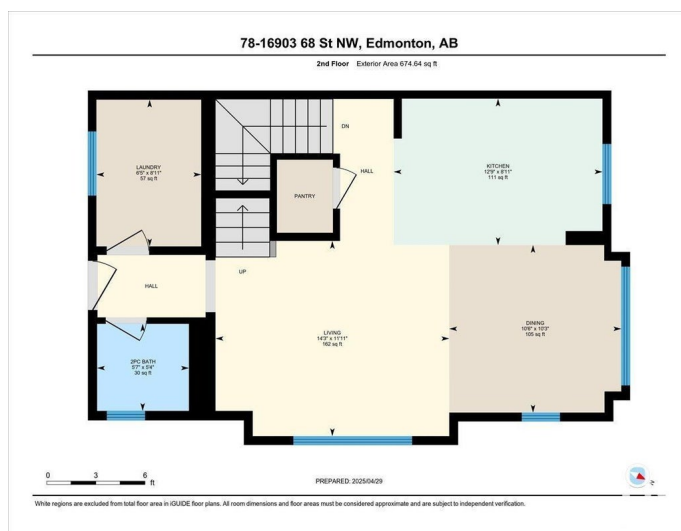 78-16903 68 St NW, Edmonton, AB
2nd Floor Exterior Area 674.64 sq ft
LAUNDRY
6'5" x 8'11"
57 sq ft
DN
HALL
KITCHEN
12'9" x 8'11"
111 sq ft
PANTRY
UP
HALL
LIVING
14'3" x 11'11"
162 sq ft
DINING
10'6" x 10'3"
105 sq ft
2PC BATH
5'7" x 5'4"
30 sq ft
0 3 6
ft
PREPARED: 2025/04/29
N
White regions are excluded from total floor area in iGUIDE floor plans. All room dimensions and floor areas must be considered approximate and are subject to independent verification.